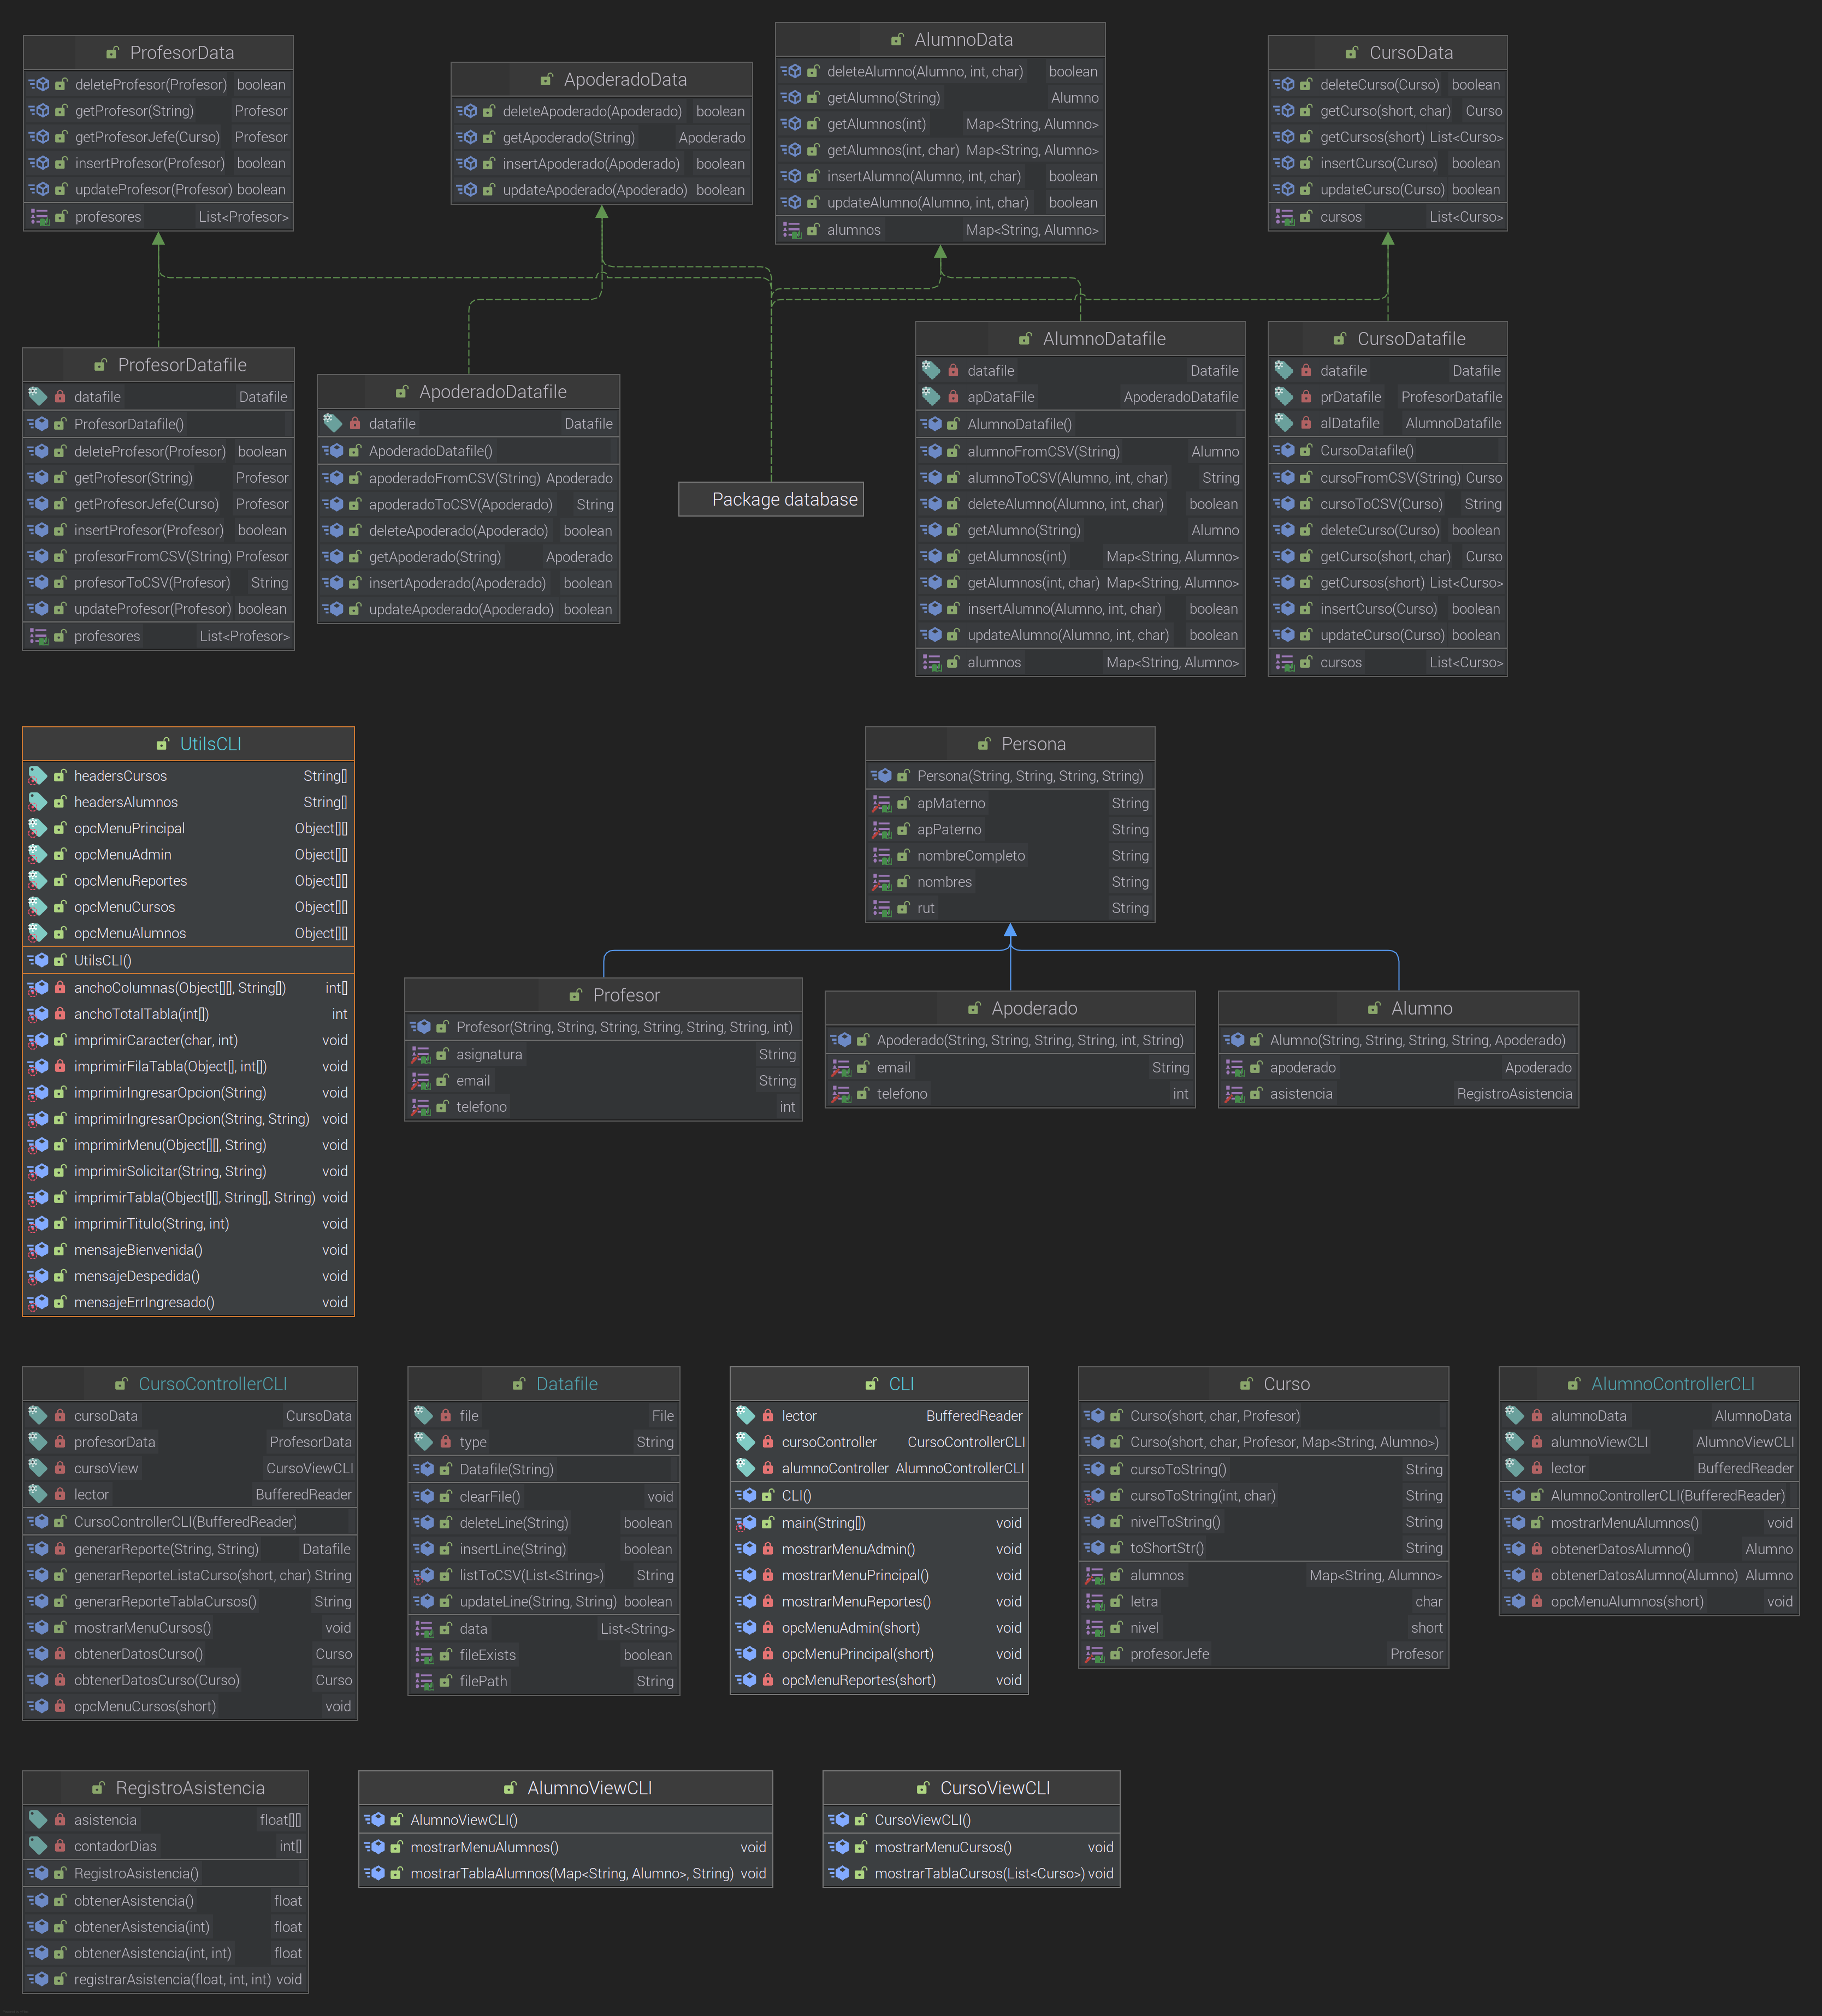 ProfesorData
deleteProfesor(Profesor) boolean
getProfesor(String) Profesor
getProfesorJefe(Curso) Profesor
insertProfesor(Profesor) boolean
updateProfesor(Profesor) boolean
profesores List<Profesor>
ApoderadoData
deleteApoderado(Apoderado) boolean
getApoderado(String) Apoderado
insertApoderado(Apoderado) boolean
updateApoderado(Apoderado) boolean
AlumnoData
deleteAlumno(Alumno, int, char) boolean
getAlumno(String) Alumno
getAlumnos(int) Map<String, Alumno>
getAlumnos(int, char) Map<String, Alumno>
insertAlumno(Alumno, int, char) boolean
updateAlumno(Alumno, int, char) boolean
alumnos Map<String, Alumno>
CursoData
deleteCurso(Curso) boolean
getCurso(short, char) Curso
getCursos(short) List<Curso>
insertCurso(Curso) boolean
updateCurso(Curso) boolean
cursos List<Curso>
ProfesorDatafile
datafile Datafile
ProfesorDatafile()
deleteProfesor(Profesor) boolean
getProfesor(String) Profesor
getProfesorJefe(Curso) Profesor
insertProfesor(Profesor) boolean
profesorFromCSV(String) Profesor
profesorToCSV(Profesor) String
updateProfesor(Profesor) boolean
profesores List<Profesor>
ApoderadoDatafile
datafile Datafile
ApoderadoDatafile()
apoderadoFromCSV(String) Apoderado
apoderadoToCSV(Apoderado) String
deleteApoderado(Apoderado) boolean
getApoderado(String) Apoderado
insertApoderado(Apoderado) boolean
updateApoderado(Apoderado) boolean
Package database
AlumnoDatafile
datafile Datafile
apDataFile ApoderadoDatafile
AlumnoDatafile()
alumnoFromCSV(String) Alumno
alumnoToCSV(Alumno, int, char) String
deleteAlumno(Alumno, int, char) boolean
getAlumno(String) Alumno
getAlumnos(int) Map<String, Alumno>
getAlumnos(int, char) Map<String, Alumno>
insertAlumno(Alumno, int, char) boolean
updateAlumno(Alumno, int, char) boolean
alumnos Map<String, Alumno>
CursoDatafile
datafile Datafile
prDatafile ProfesorDatafile
alDatafile AlumnoDatafile
CursoDatafile()
cursoFromCSV(String) Curso
cursoToCSV(Curso) String
deleteCurso(Curso) boolean
getCurso(short, char) Curso
getCursos(short) List<Curso>
insertCurso(Curso) boolean
updateCurso(Curso) boolean
cursos List<Curso>
UtilsCLI
headersCursos String[]
headersAlumnos String[]
opcMenuPrincipal Object[][]
opcMenuAdmin Object[][]
opcMenuReportes Object[][]
opcMenuCursos Object[][]
opcMenuAlumnos Object[][]
UtilsCLI()
anchoColumnas(Object[][], String[]) int[]
anchoTotalTabla(int[]) int
imprimirCaracter(char, int) void
imprimirFilaTabla(Object[], int[]) void
imprimirIngresarOpcion(String) void
imprimirIngresarOpcion(String, String) void
imprimirMenu(Object[][], String) void
imprimirSolicitar(String, String) void
imprimirTabla(Object[][], String[], String) void
imprimirTitulo(String, int) void
mensajeBienvenida() void
mensajeDespedida() void
mensajeErrIngresado() void
Persona
Persona(String, String, String, String)
apMaterno String
apPaterno String
nombreCompleto String
nombres String
rut String
Profesor
Profesor(String, String, String, String, String, String, int)
asignatura String
email String
telefono int
Apoderado
Apoderado(String, String, String, String, int, String)
email String
telefono int
Alumno
Alumno(String, String, String, String, Apoderado)
apoderado Apoderado
asistencia RegistroAsistencia
CursoControllerCLI
cursoData CursoData
profesorData ProfesorData
cursoView CursoViewCLI
lector BufferedReader
CursoControllerCLI(BufferedReader)
generarReporte(String, String) Datafile
generarReporteListaCurso(short, char) String
generarReporteTablaCursos() String
mostrarMenuCursos() void
obtenerDatosCurso() Curso
obtenerDatosCurso(Curso) Curso
opcMenuCursos(short) void
Datafile
file File
type String
Datafile(String)
clearFile() void
deleteLine(String) boolean
insertLine(String) boolean
listToCSV(List<String>) String
updateLine(String, String) boolean
data List<String>
fileExists boolean
filePath String
CLI
lector BufferedReader
cursoController CursoControllerCLI
alumnoController AlumnoControllerCLI
CLI()
main(String[]) void
mostrarMenuAdmin() void
mostrarMenuPrincipal() void
mostrarMenuReportes() void
opcMenuAdmin(short) void
opcMenuPrincipal(short) void
opcMenuReportes(short) void
Curso
Curso(short, char, Profesor)
Curso(short, char, Profesor, Map<String, Alumno>)
cursoToString() String
cursoToString(int, char) String
nivelToString() String
toShortStr() String
alumnos Map<String, Alumno>
letra char
nivel short
profesorJefe Profesor
AlumnoControllerCLI
alumnoData AlumnoData
alumnoViewCLI AlumnoViewCLI
lector BufferedReader
AlumnoControllerCLI(BufferedReader)
mostrarMenuAlumnos() void
obtenerDatosAlumno() Alumno
obtenerDatosAlumno(Alumno) Alumno
opcMenuAlumnos(short) void
RegistroAsistencia
asistencia float[][]
contadorDias int[]
RegistroAsistencia()
obtenerAsistencia() float
obtenerAsistencia(int) float
obtenerAsistencia(int, int) float
registrarAsistencia(float, int, int) void
AlumnoViewCLI
AlumnoViewCLI()
mostrarMenuAlumnos() void
mostrarTablaAlumnos(Map<String, Alumno>, String) void
CursoViewCLI
CursoViewCLI()
mostrarMenuCursos() void
mostrarTablaCursos(List<Curso>) void